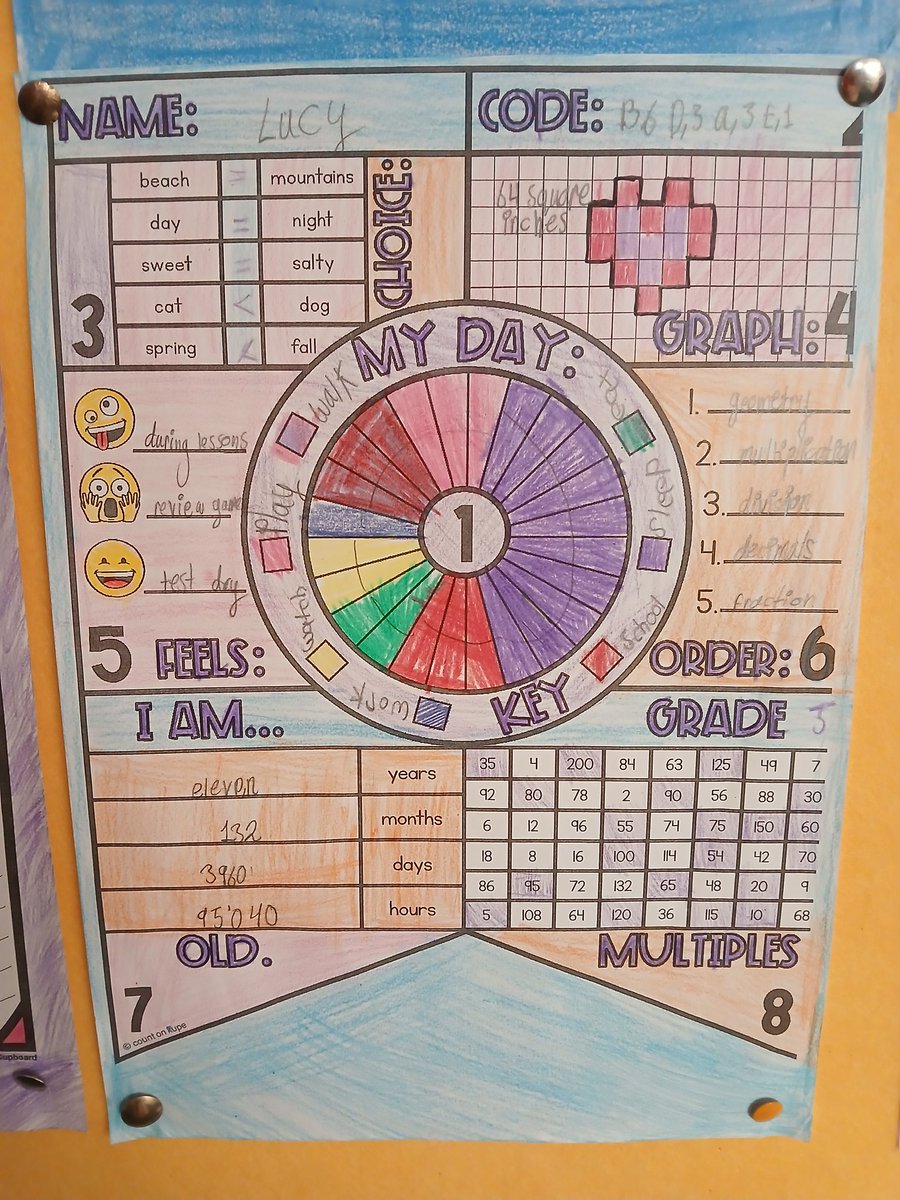 NAME: LUCY
CODE: B,6 D,3 a,3 E,1
2
3
beach = mountains
day = night
sweet = salty
cat < dog
spring fall
CHOICE:
64 square
inches
GRAPH: 4
MY DAY:
1
walk
Play
watch
work
KEY
School
Sleep
during lessons
review game
test day
5 FEELS:
1. geometry
2. multiplication
3. division
4. decimals
5. fraction
ORDER: 6
I AM...
eleven years
132 months
3960 days
95'040 hours
OLD.
7
© count on Rupe
GRADE 5
35 4 200 84 63 125 49 7
92 80 78 2 90 56 88 30
6 12 96 55 74 75 150 60
18 8 16 100 114 54 42 70
86 95 72 132 65 48 20 9
5 108 64 120 36 115 10 68
MULTIPLES
8